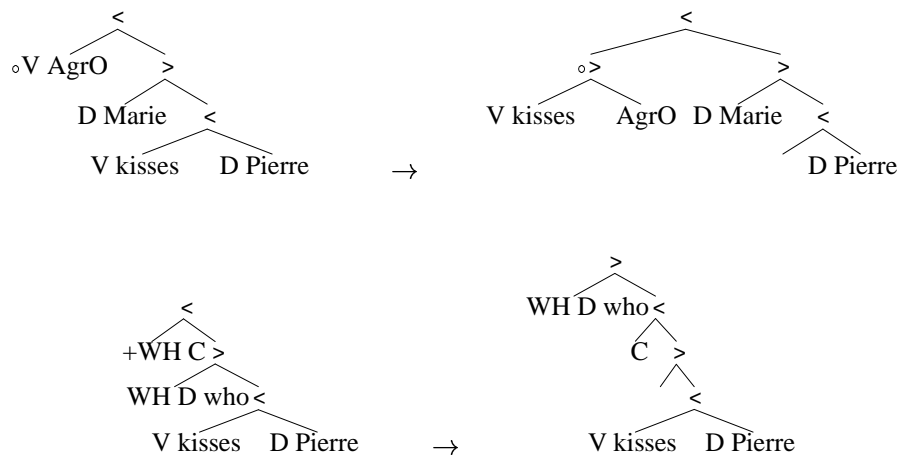 < <
∘V AgrO > ∘> >
D Marie < V kisses AgrO D Marie <
V kisses D Pierre → D Pierre
>
< WH D who <
+WH C > C >
WH D who < <
V kisses D Pierre → V kisses D Pierre